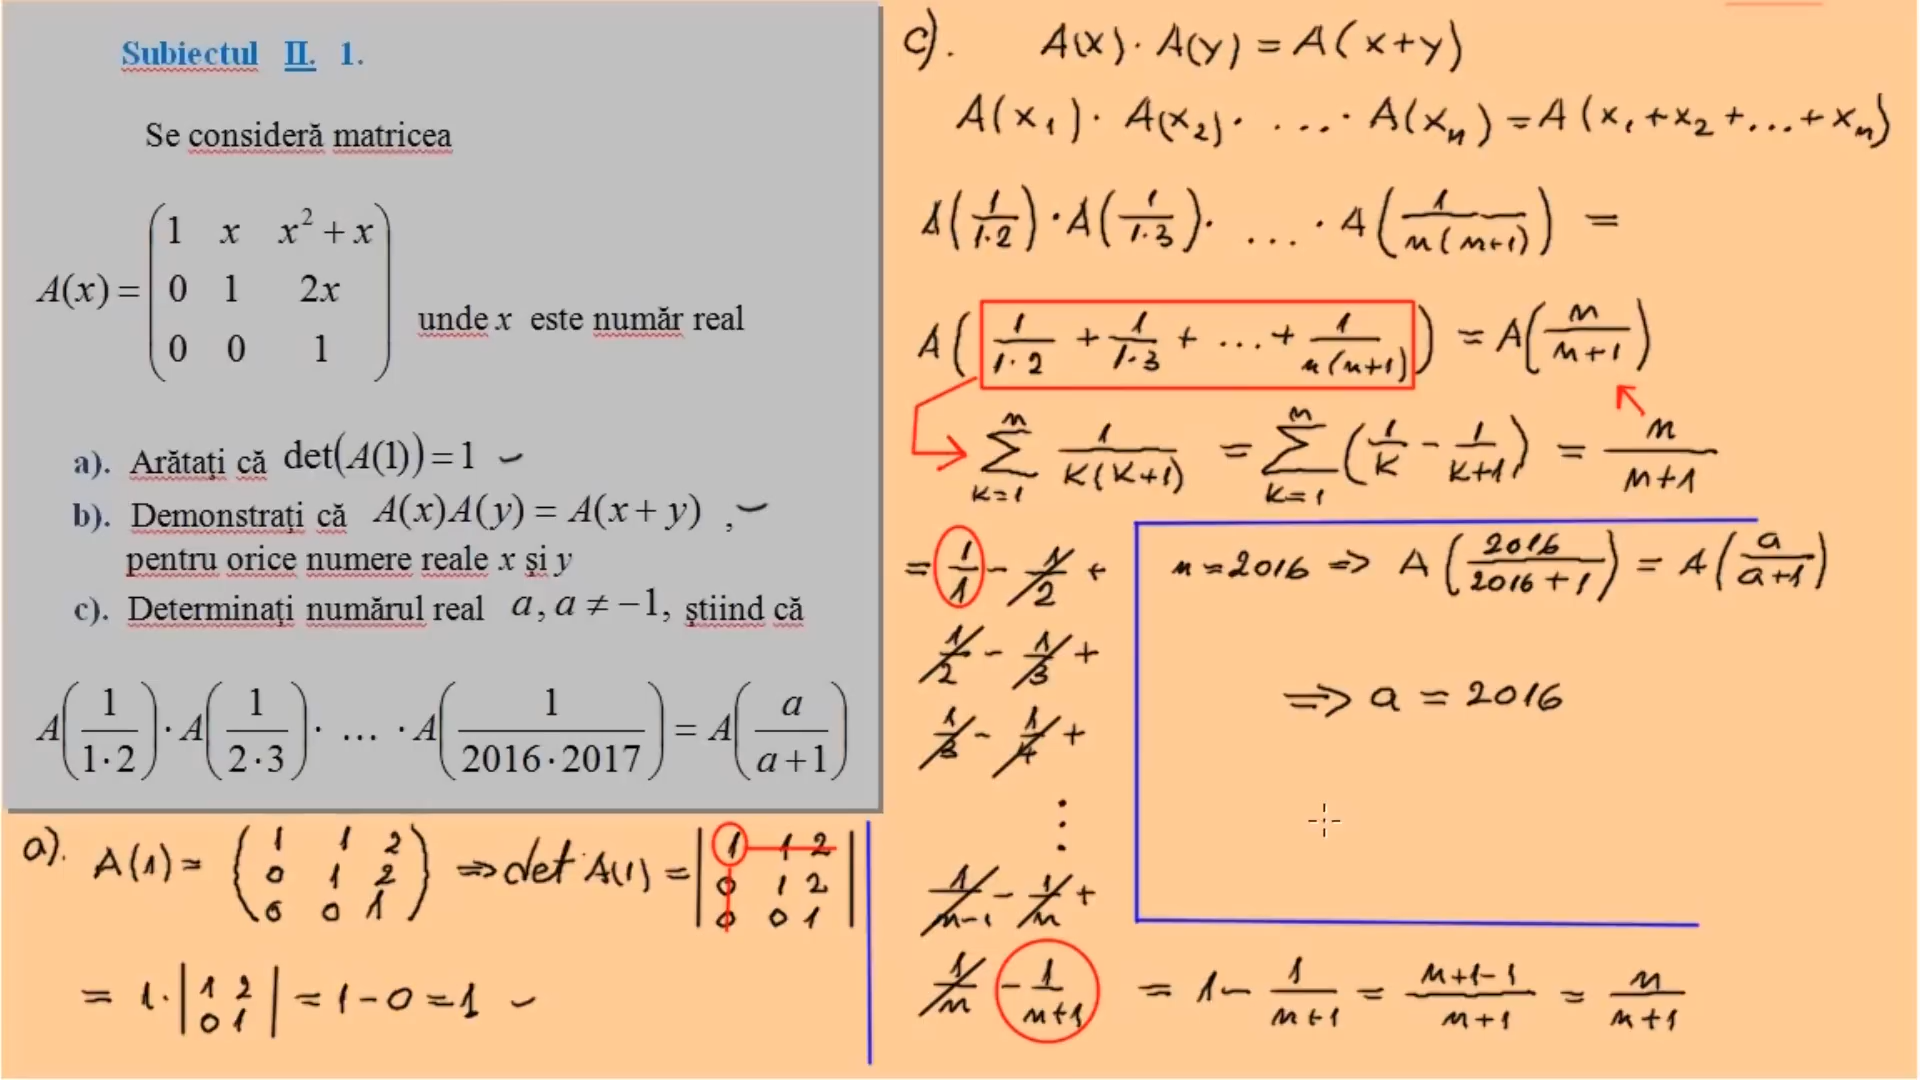 Subiectul II. 1.
Se consideră matricea
A(x) = ( 1 x x² + x
0 1 2x
0 0 1 ) unde x este număr real
a). Arătați că det(A(1)) = 1
b). Demonstrați că A(x)A(y) = A(x + y) ,
pentru orice numere reale x și y
c). Determinați numărul real a, a ≠ −1, știind că
A(1/(1·2)) · A(1/(2·3)) · ... · A(1/(2016·2017)) = A(a/(a+1))
a). A(1) = ( 1 1 2
0 1 2
0 0 1 ) ⇒ det A(1) = | 1 1 2
0 1 2
0 0 1 |
= 1· | 1 2
0 1 | = 1 − 0 = 1
c). A(x)· A(y) = A(x+y)
A(x₁)· A(x₂)· ...· A(xₙ) = A(x₁+x₂+...+xₙ)
A(1/(1·2)) · A(1/(1·3)) · ... · A(1/(n(n+1))) =
A( 1/(1·2) + 1/(1·3) + ... + 1/(n(n+1)) ) = A(n/(n+1))
∑ₖ₌₁ⁿ 1/(K(K+1)) = ∑ₖ₌₁ⁿ (1/K − 1/(K+1)) = n/(n+1)
= 1/1 − 1/2 +
1/2 − 1/3 +
1/3 − 1/4 +
⋮
1/(n−1) − 1/n +
1/n − 1/(n+1) = 1 − 1/(n+1) = (n+1−1)/(n+1) = n/(n+1)
n = 2016 ⇒ A(2016/(2016+1)) = A(a/(a+1))
⇒ a = 2016